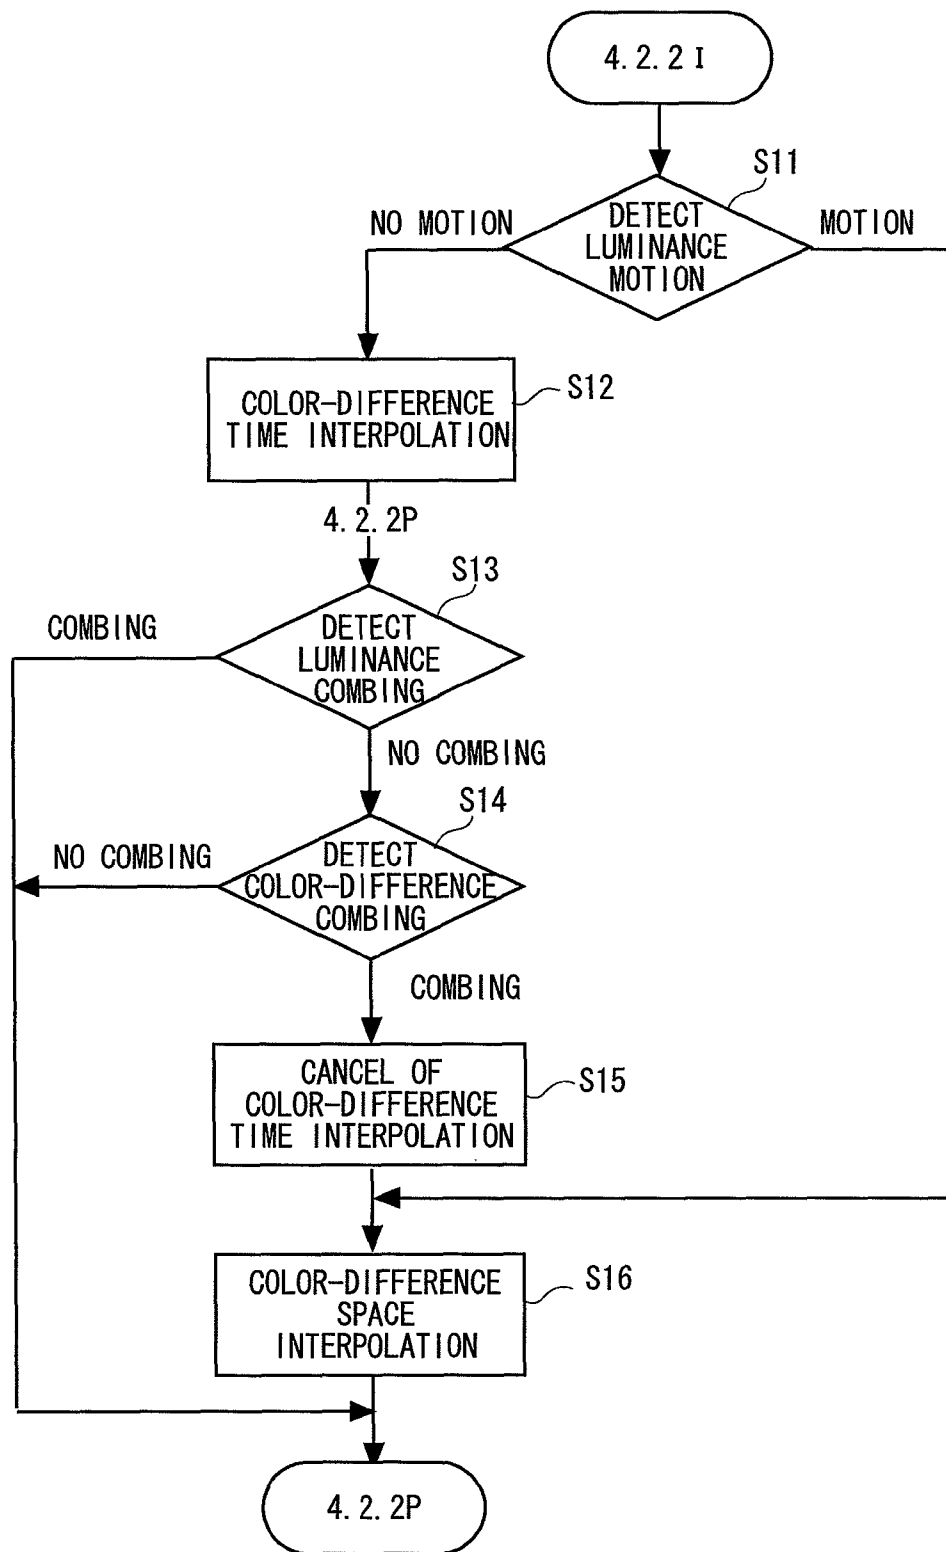 4.2.2I
S11
NO MOTION
DETECT
LUMINANCE
MOTION
MOTION
COLOR-DIFFERENCE
TIME INTERPOLATION
S12
4.2.2P
S13
COMBING
DETECT
LUMINANCE
COMBING
NO COMBING
S14
NO COMBING
DETECT
COLOR-DIFFERENCE
COMBING
COMBING
CANCEL OF
COLOR-DIFFERENCE
TIME INTERPOLATION
S15
COLOR-DIFFERENCE
SPACE
INTERPOLATION
S16
4.2.2P